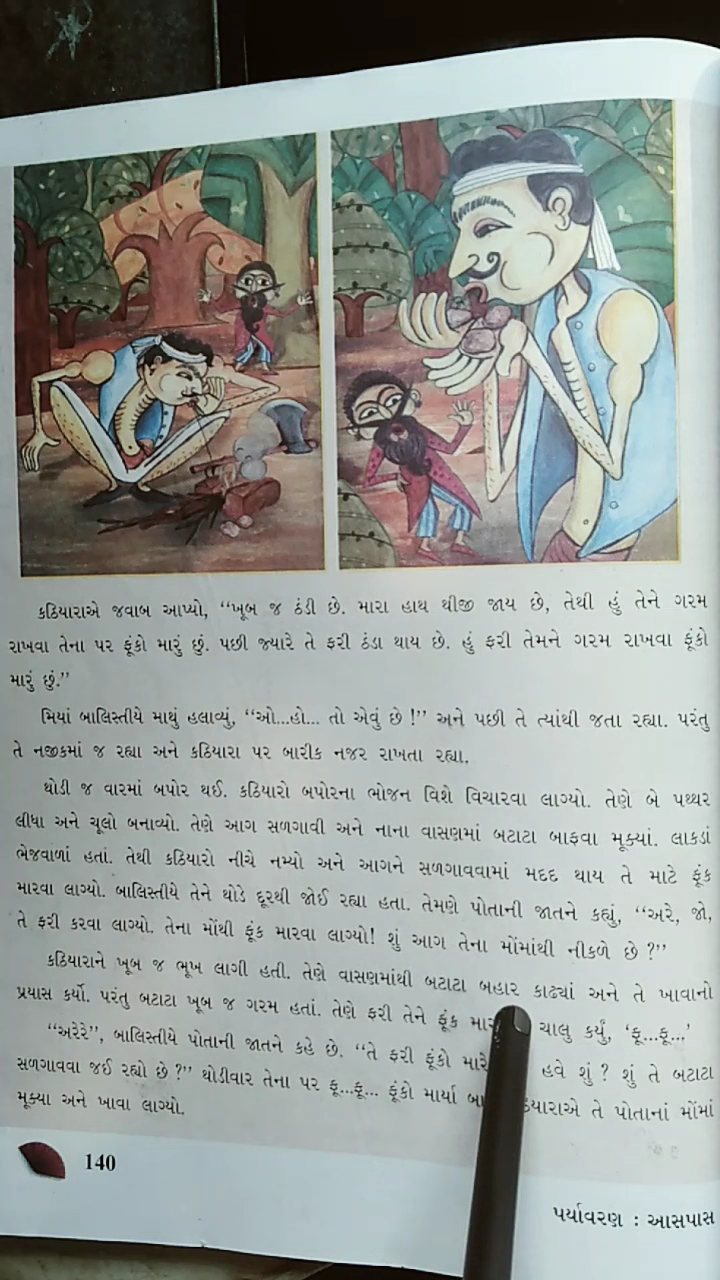 કઠિયારાએ જવાબ આપ્યો, “ખૂબ જ ઠંડી છે. મારા હાથ થીજી જાય છે, તેથી હું તેને ગરમ
રાખવા તેના પર ફૂંકો મારું છું. પછી જ્યારે તે ફરી ઠંડા થાય છે. હું ફરી તેમને ગરમ રાખવા ફૂંકો
મારું છું.”
મિયાં બાલિસ્તીયે માથું હલાવ્યું, “ઓ...હો... તો એવું છે !” અને પછી તે ત્યાંથી જતા રહ્યા. પરંતુ
તે નજીકમાં જ રહ્યા અને કઠિયારા પર બારીક નજર રાખતા રહ્યા.
થોડી જ વારમાં બપોર થઈ. કઠિયારો બપોરના ભોજન વિશે વિચારવા લાગ્યો. તેણે બે પથ્થર
લીધા અને ચૂલો બનાવ્યો. તેણે આગ સળગાવી અને નાના વાસણમાં બટાટા બાફવા મૂક્યાં. લાકડાં
ભેજવાળાં હતાં. તેથી કઠિયારો નીચે નમ્યો અને આગને સળગાવવામાં મદદ થાય તે માટે ફૂંક
મારવા લાગ્યો. બાલિસ્તીયે તેને થોડે દૂરથી જોઈ રહ્યા હતા. તેમણે પોતાની જાતને કહ્યું, “અરે, જો,
તે ફરી કરવા લાગ્યો. તેના મોંથી ફૂંક મારવા લાગ્યો! શું આગ તેના મોંમાંથી નીકળે છે ?”
કઠિયારાને ખૂબ જ ભૂખ લાગી હતી. તેણે વાસણમાંથી બટાટા બહાર કાઢ્યાં અને તે ખાવાનો
પ્રયાસ કર્યો. પરંતુ બટાટા ખૂબ જ ગરમ હતાં. તેણે ફરી તેને ફૂંક ચાલુ કર્યું, ‘ફૂ...ફૂ...’
“અરેરે”, બાલિસ્તીયે પોતાની જાતને કહે છે. “તે ફરી ફૂંકો હવે શું ? શું તે બટાટા
સળગાવવા જઈ રહ્યો છે ?” થોડીવાર તેના પર ફૂ...ફૂ... ફૂંકો માર્યા તે પોતાનાં મોંમાં
મૂક્યા અને ખાવા લાગ્યો.
140
પર્યાવરણ : આસપાસ